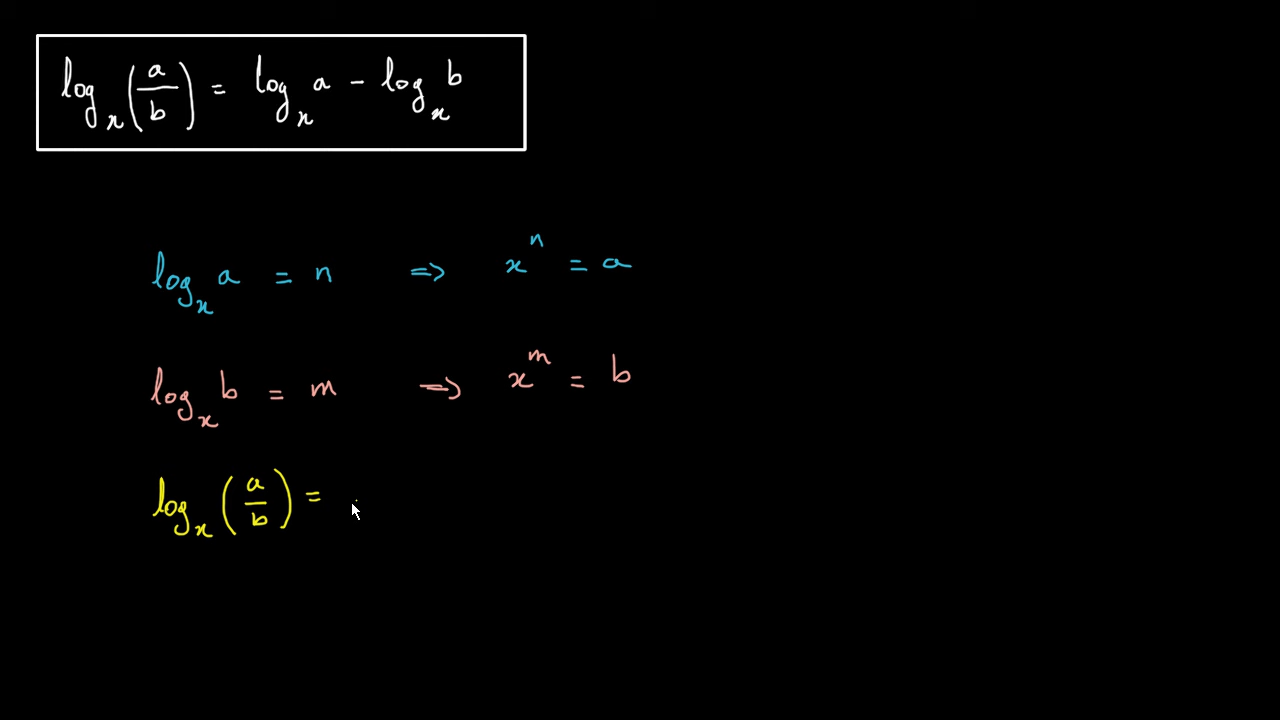 log_x (a/b) = log_x a - log_x b
log_x a = n => x^n = a
log_x b = m => x^m = b
log_x (a/b) =